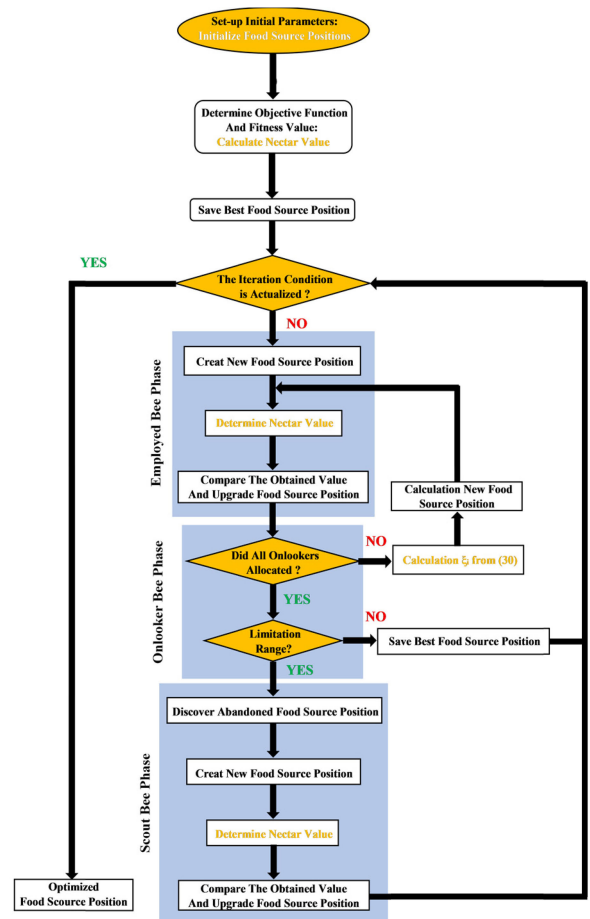 Set-up Initial Parameters:
Initialize Food Source Positions
Determine Objective Function
And Fitness Value:
Calculate Nectar Value
Save Best Food Source Position
YES
The Iteration Condition
is Actualized ?
NO
Employed Bee Phase
Creat New Food Source Position
Determine Nectar Value
Compare The Obtained Value
And Upgrade Food Source Position
Calculation New Food
Source Position
Onlooker Bee Phase
Did All Onlookers
Allocated ?
NO
Calculation ξ from (30)
YES
Limitation
Range?
NO
Save Best Food Source Position
YES
Scout Bee Phase
Discover Abandoned Food Source Position
Creat New Food Source Position
Determine Nectar Value
Compare The Obtained Value
And Upgrade Food Source Position
Optimized
Food Scource Position